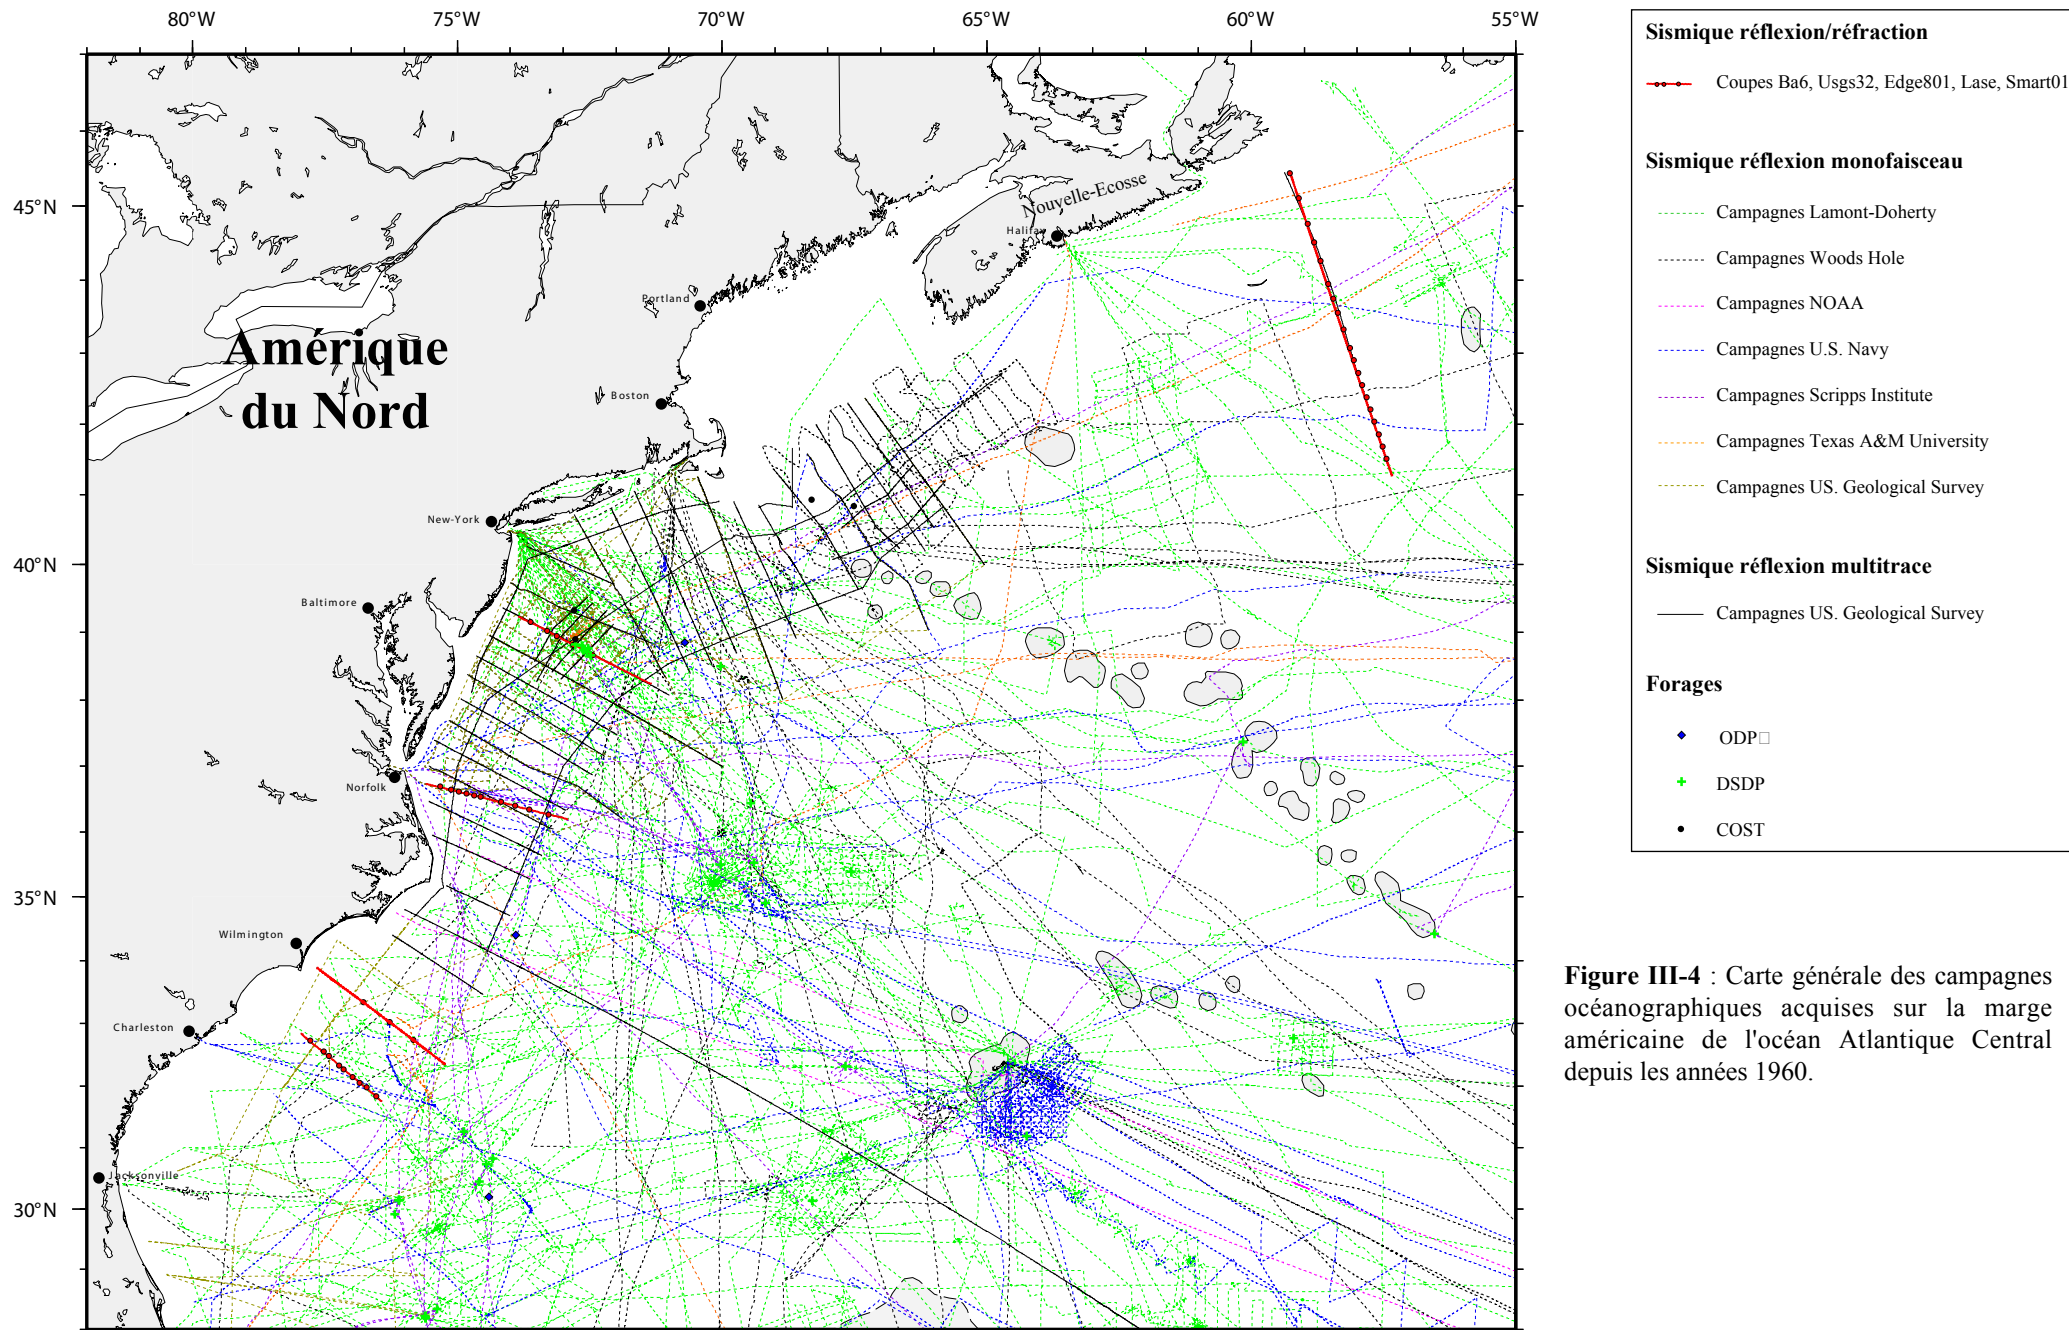 80°W 75°W 70°W 65°W 60°W 55°W
45°N
40°N
35°N
30°N
Nouvelle-Ecosse
Halifax
Portland
Amérique
du Nord
Boston
New-York
Baltimore
Norfolk
Wilmington
Charleston
Jacksonville
Sismique réflexion/réfraction
Coupes Ba6, Usgs32, Edge801, Lase, Smart01
Sismique réflexion monofaisceau
Campagnes Lamont-Doherty
Campagnes Woods Hole
Campagnes NOAA
Campagnes U.S. Navy
Campagnes Scripps Institute
Campagnes Texas A&M University
Campagnes US. Geological Survey
Sismique réflexion multitrace
Campagnes US. Geological Survey
Forages
ODP□
DSDP
COST
Figure III-4 : Carte générale des campagnes
océanographiques acquises sur la marge
américaine de l'océan Atlantique Central
depuis les années 1960.